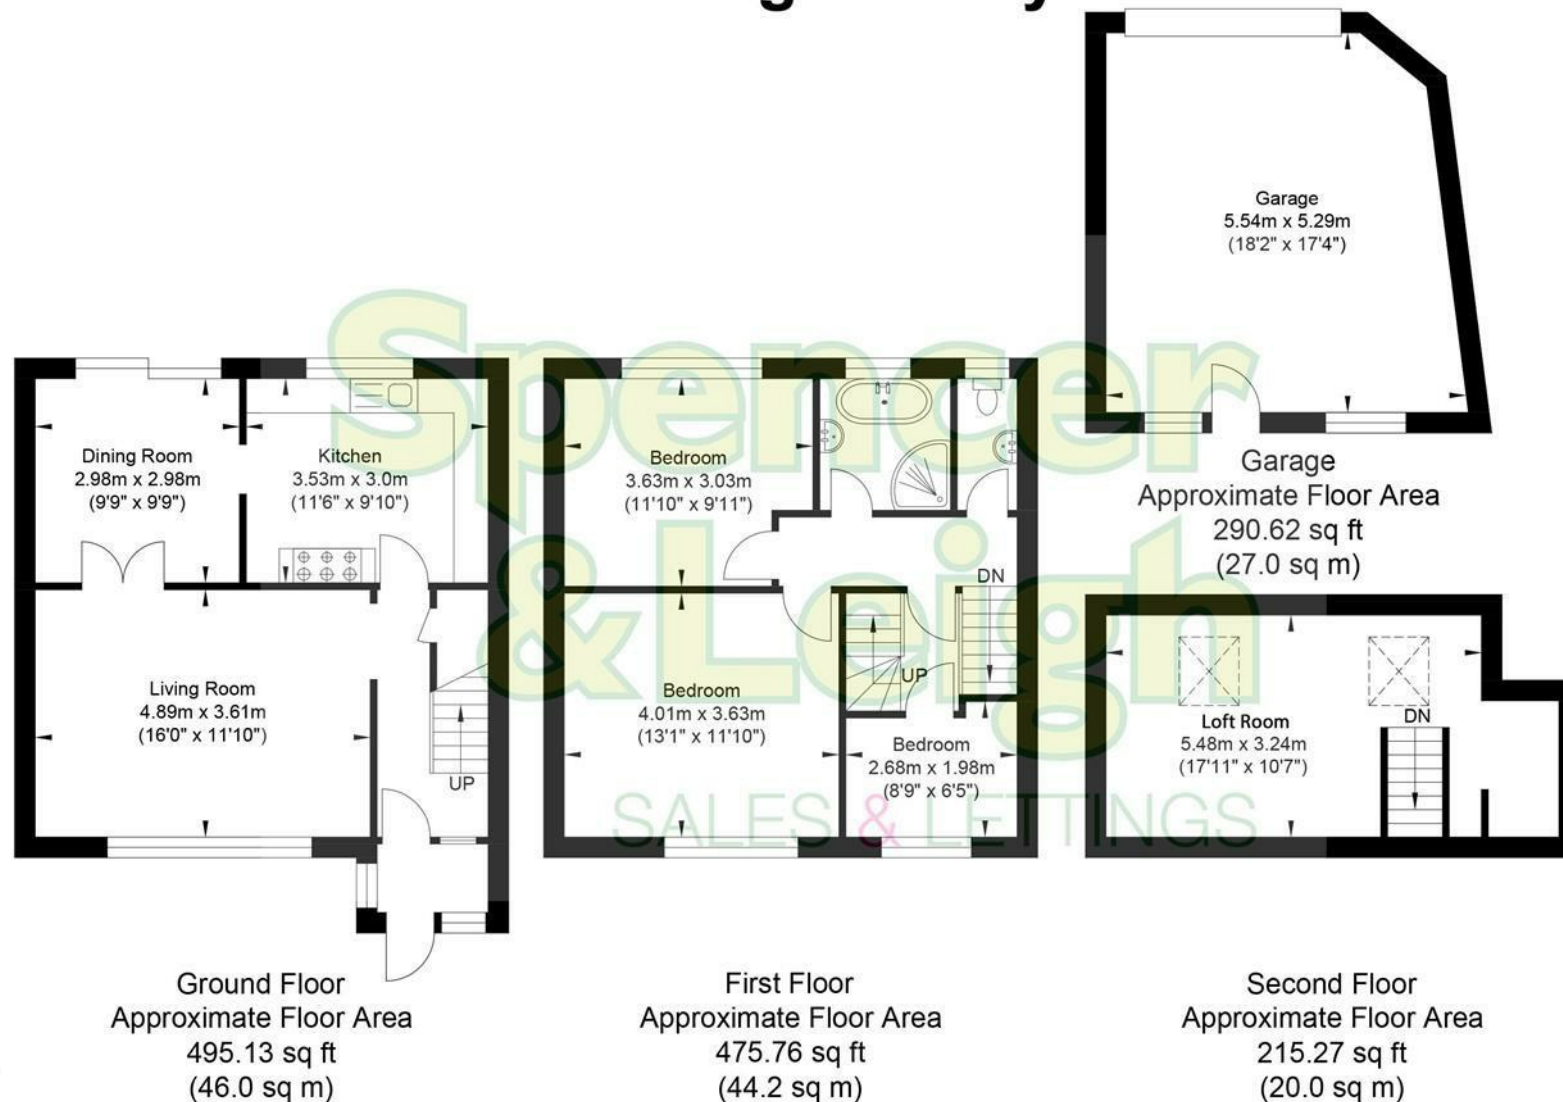 Garage
5.54m x 5.29m
(18'2" x 17'4")
Garage
Approximate Floor Area
290.62 sq ft
(27.0 sq m)
Dining Room
2.98m x 2.98m
(9'9" x 9'9")
Kitchen
3.53m x 3.0m
(11'6" x 9'10")
Living Room
4.89m x 3.61m
(16'0" x 11'10")
UP
Ground Floor
Approximate Floor Area
495.13 sq ft
(46.0 sq m)
Bedroom
3.63m x 3.03m
(11'10" x 9'11")
DN
UP
Bedroom
4.01m x 3.63m
(13'1" x 11'10")
Bedroom
2.68m x 1.98m
(8'9" x 6'5")
First Floor
Approximate Floor Area
475.76 sq ft
(44.2 sq m)
Loft Room
5.48m x 3.24m
(17'11" x 10'7")
DN
Second Floor
Approximate Floor Area
215.27 sq ft
(20.0 sq m)
Spencer
& Leigh
SALES & LETTINGS